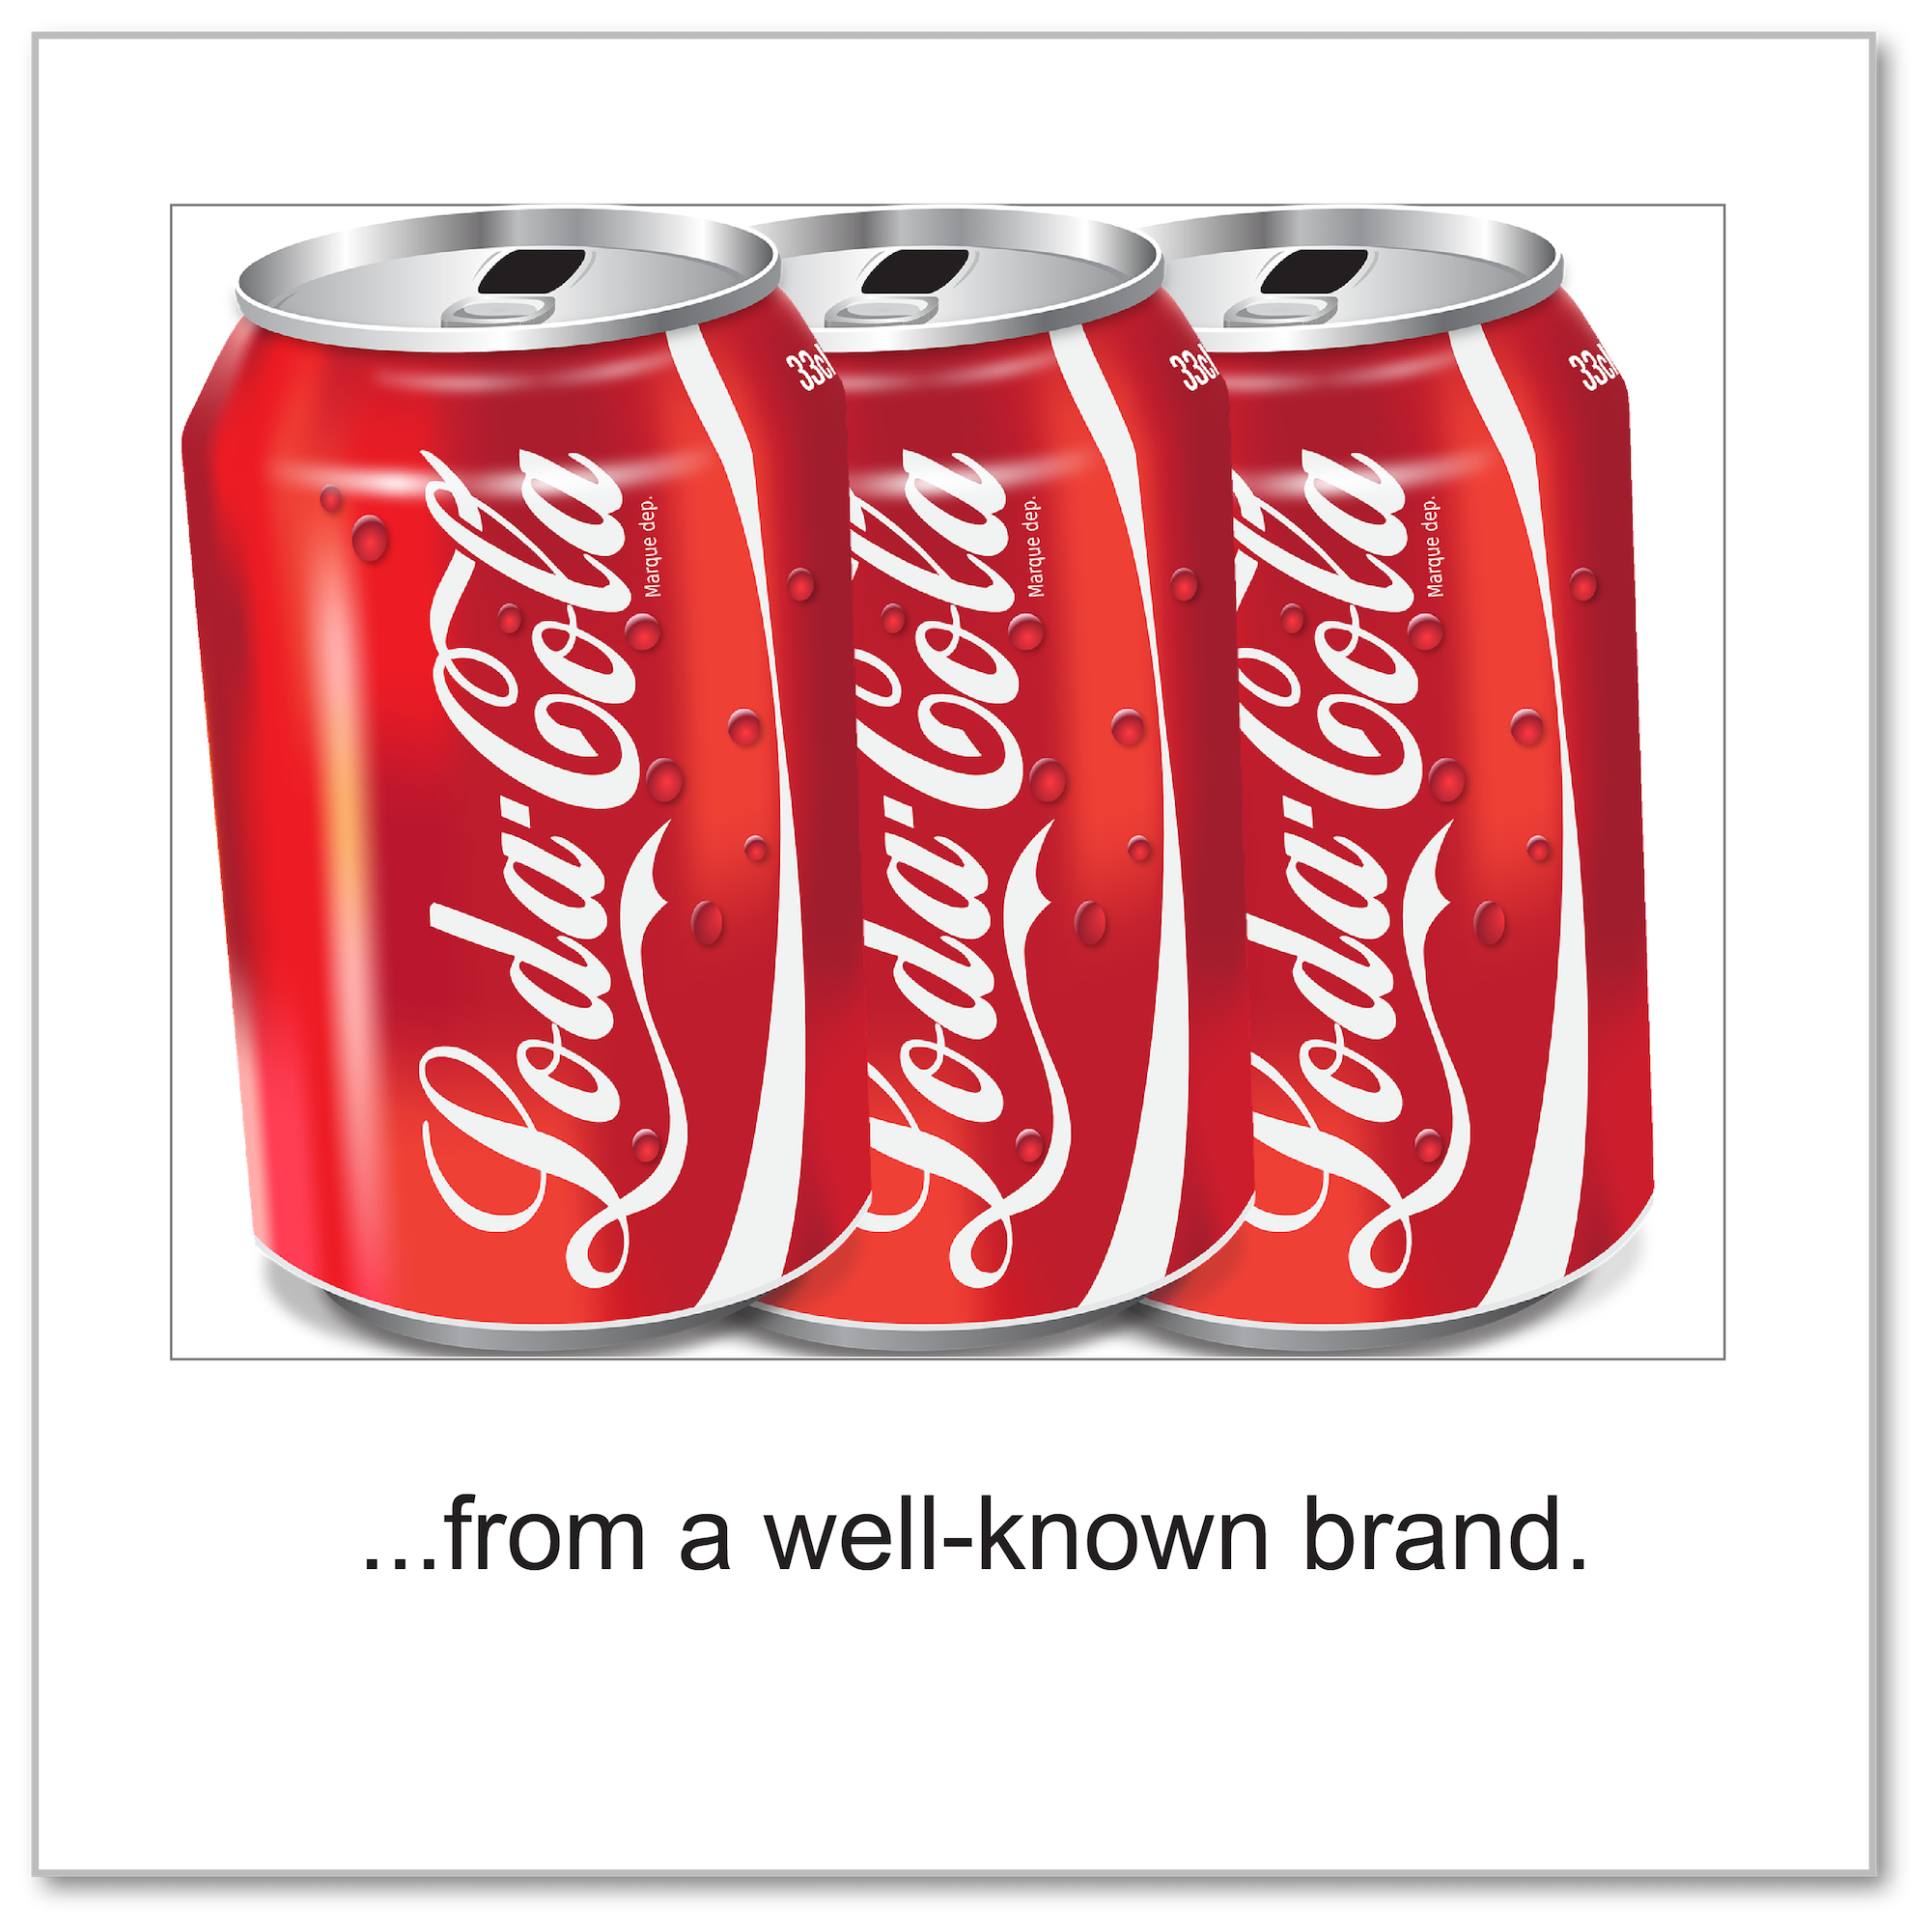 33cl
33cl
33cl
Loda-Cola
Marque dep.
Loda-Cola
Marque dep.
Loda-Cola
Marque dep.
...from a well-known brand.